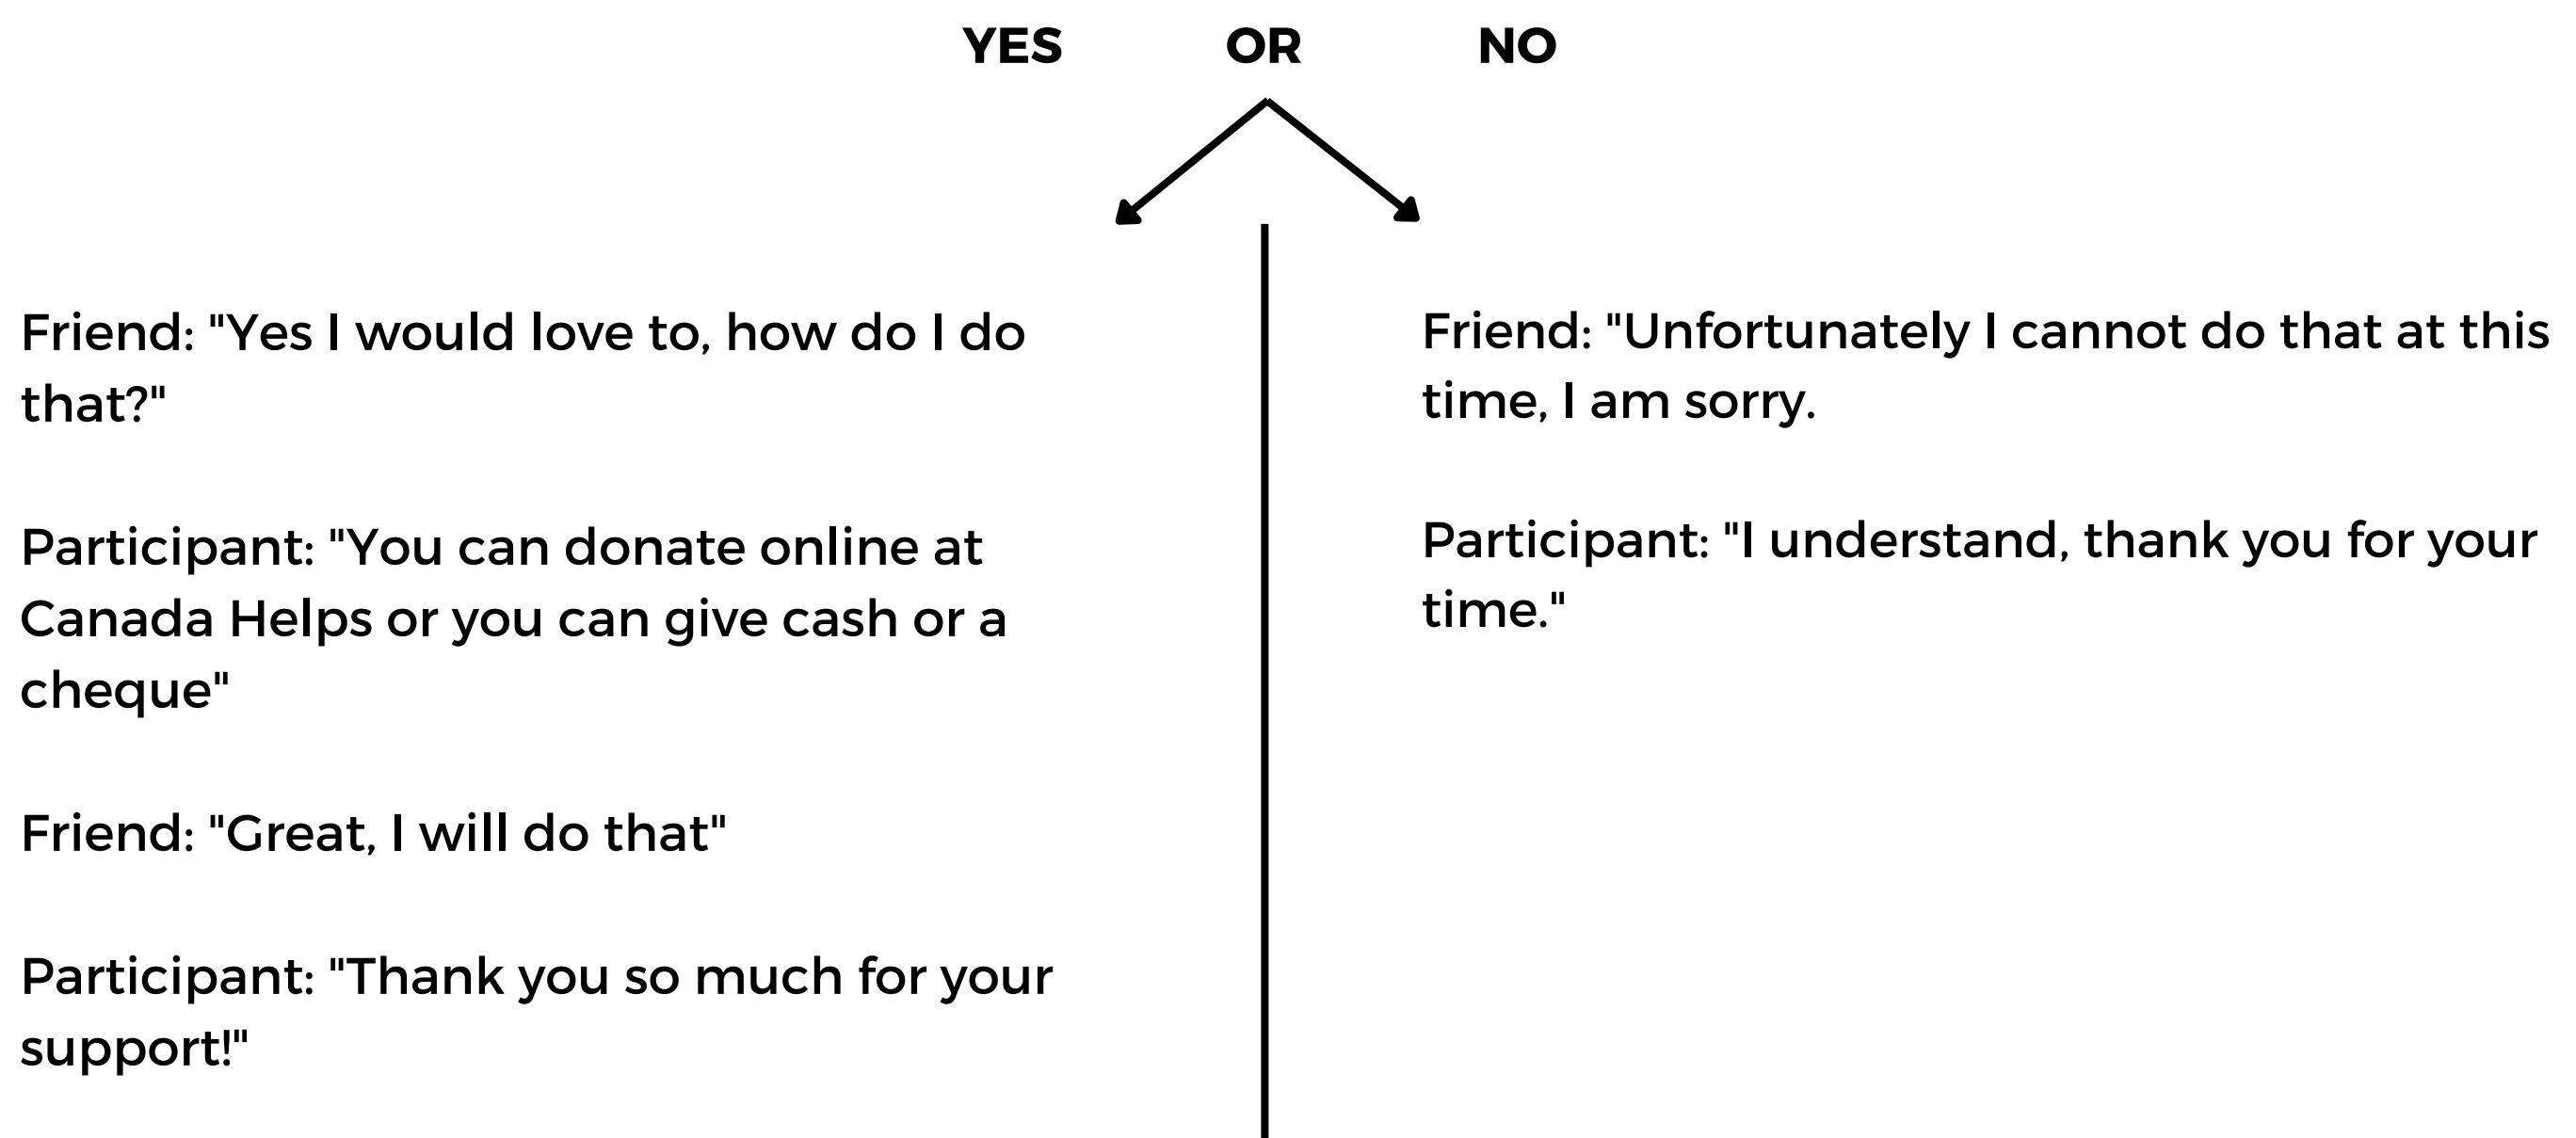 YES OR NO
Friend: "Yes I would love to, how do I do
that?"
Participant: "You can donate online at
Canada Helps or you can give cash or a
cheque"
Friend: "Great, I will do that"
Participant: "Thank you so much for your
support!"
Friend: "Unfortunately I cannot do that at this
time, I am sorry.
Participant: "I understand, thank you for your
time."